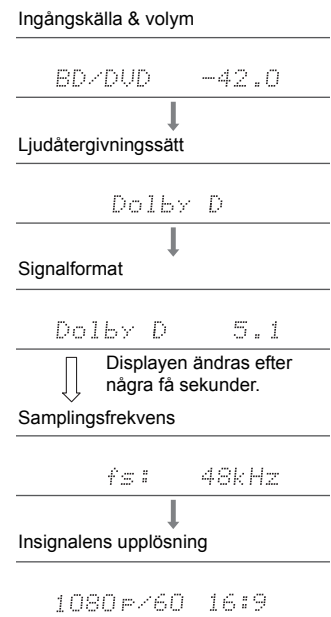 Ingångskälla & volym
BD/DVD -42.0
Ljudåtergivningssätt
Dolby D
Signalformat
Dolby D 5.1
Displayen ändras efter
några få sekunder.
Samplingsfrekvens
fs: 48kHz
Insignalens upplösning
1080p/60 16:9